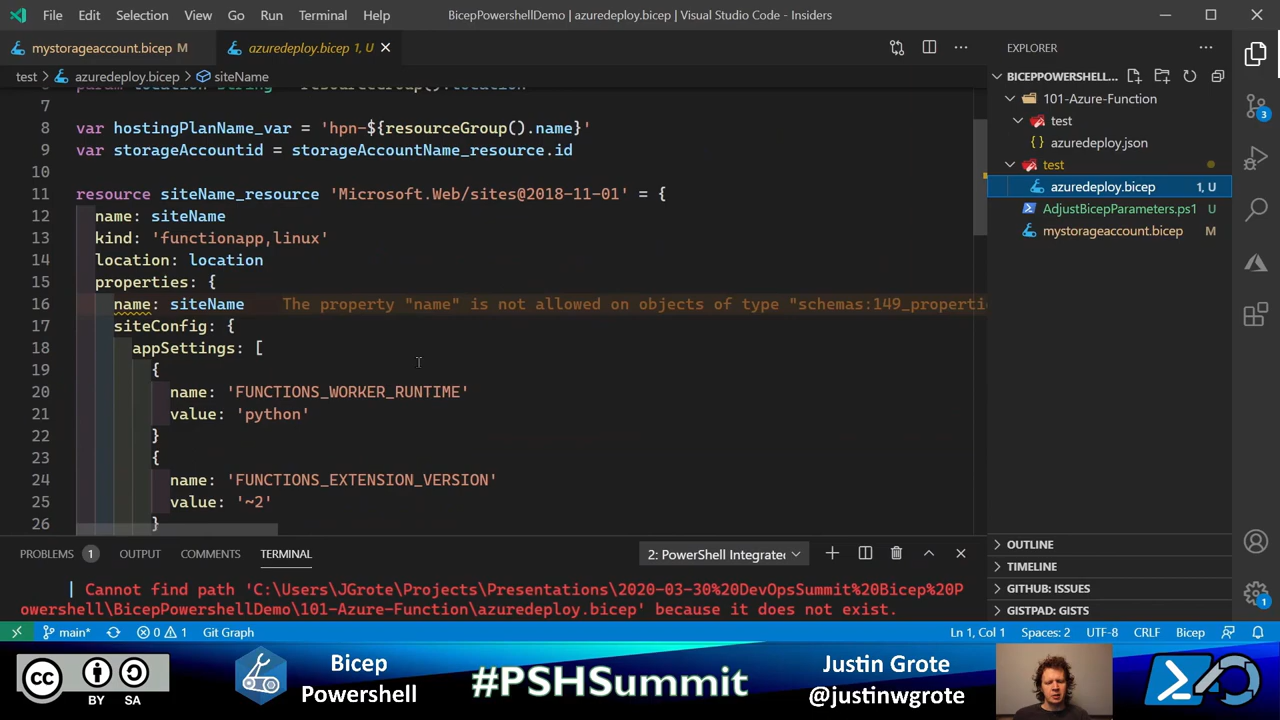 File Edit Selection View Go Run Terminal Help BicepPowershellDemo | azuredeploy.bicep | Visual Studio Code - Insiders
mystorageaccount.bicep M azuredeploy.bicep 1, U
test > azuredeploy.bicep > siteName
7
8 var hostingPlanName_var = 'hpn-${resourceGroup().name}'
9 var storageAccountid = storageAccountName_resource.id
10
11 resource siteName_resource 'Microsoft.Web/sites@2018-11-01' = {
12 name: siteName
13 kind: 'functionapp,linux'
14 location: location
15 properties: {
16 name: siteName The property "name" is not allowed on objects of type "schemas:149_properti
17 siteConfig: {
18 appSettings: [
19 {
20 name: 'FUNCTIONS_WORKER_RUNTIME'
21 value: 'python'
22 }
23 {
24 name: 'FUNCTIONS_EXTENSION_VERSION'
25 value: '~2'
26 }
EXPLORER
BICEPPOWERSHELL...
101-Azure-Function
test
azuredeploy.json
test
azuredeploy.bicep 1, U
AdjustBicepParameters.ps1 U
mystorageaccount.bicep M
3
OUTLINE
TIMELINE
GITHUB: ISSUES
GISTPAD: GISTS
1
PROBLEMS 1 OUTPUT COMMENTS TERMINAL 2: PowerShell Integrate
| Cannot find path 'C:\Users\JGrote\Projects\Presentations\2020-03-30%20DevOpsSummit%20Bicep%20P
owershell\BicepPowershellDemo\101-Azure-Function\azuredeploy.bicep' because it does not exist.
main* 0 1 Git Graph Ln 1, Col 1 Spaces: 2 UTF-8 CRLF Bicep
cc BY SA
Bicep
Powershell
#PSHSummit
Justin Grote
@justinwgrote